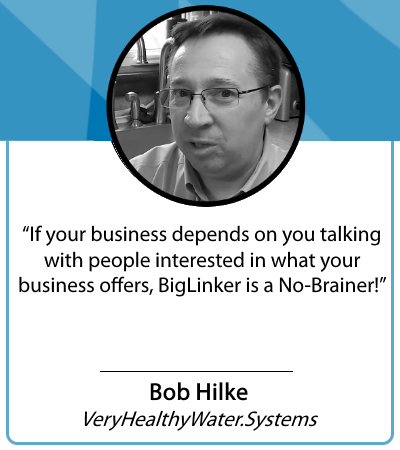 “If your business depends on you talking
with people interested in what your
business offers, BigLinker is a No-Brainer!”
Bob Hilke
VeryHealthyWater.Systems